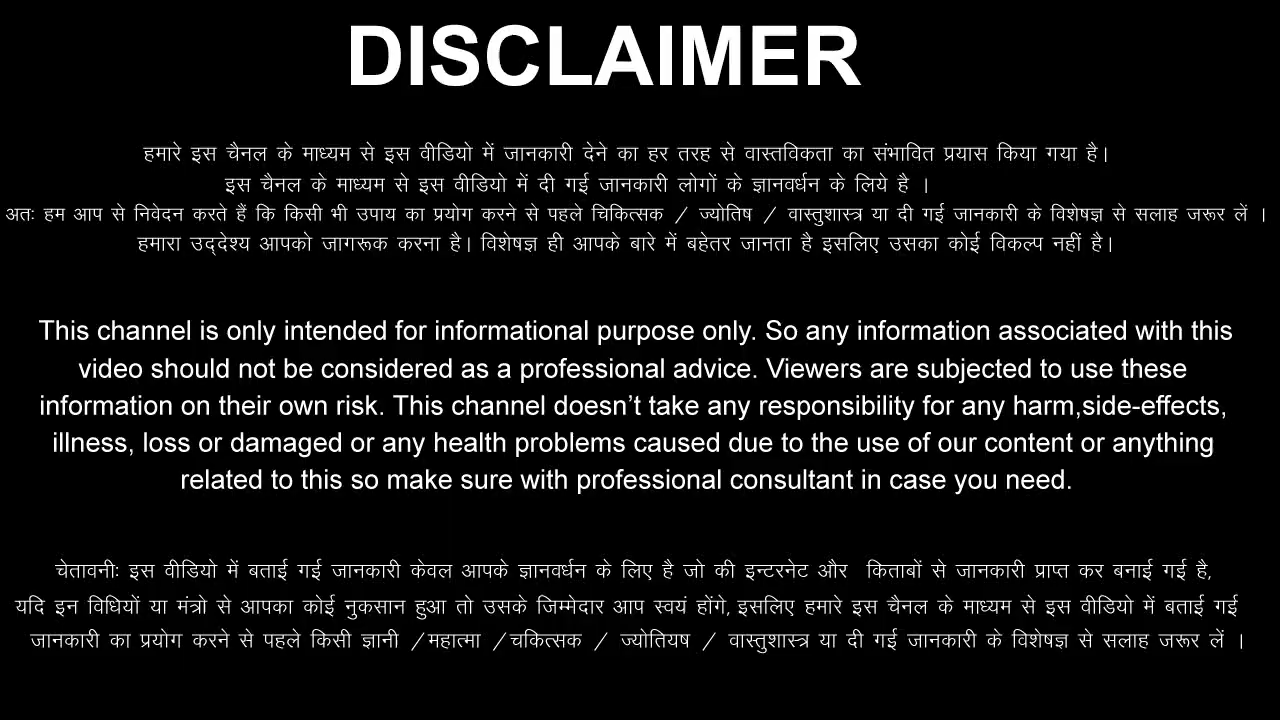 DISCLAIMER
हमारे इस चैनल के माध्यम से इस वीडियो में जानकारी देने का हर तरह से वास्तविकता का संभावित प्रयास किया गया है।
इस चैनल के माध्यम से इस वीडियो में दी गई जानकारी लोगों के ज्ञानवर्धन के लिये है ।
अतः हम आप से निवेदन करते हैं कि किसी भी उपाय का प्रयोग करने से पहले चिकित्सक / ज्योतिष / वास्तुशास्त्र या दी गई जानकारी के विशेषज्ञ से सलाह जरूर लें ।
हमारा उद्देश्य आपको जागरूक करना है। विशेषज्ञ ही आपके बारे में बहेतर जानता है इसलिए उसका कोई विकल्प नहीं है।
This channel is only intended for informational purpose only. So any information associated with this
video should not be considered as a professional advice. Viewers are subjected to use these
information on their own risk. This channel doesn’t take any responsibility for any harm,side-effects,
illness, loss or damaged or any health problems caused due to the use of our content or anything
related to this so make sure with professional consultant in case you need.
चेतावनीः इस वीडियो में बताई गई जानकारी केवल आपके ज्ञानवर्धन के लिए है जो की इन्टरनेट और किताबों से जानकारी प्राप्त कर बनाई गई है,
यदि इन विधियों या मंत्रो से आपका कोई नुकसान हुआ तो उसके जिम्मेदार आप स्वयं होंगे, इसलिए हमारे इस चैनल के माध्यम से इस वीडियो में बताई गई
जानकारी का प्रयोग करने से पहले किसी ज्ञानी /महात्मा /चकित्सक / ज्योतियष / वास्तुशास्त्र या दी गई जानकारी के विशेषज्ञ से सलाह जरूर लें ।